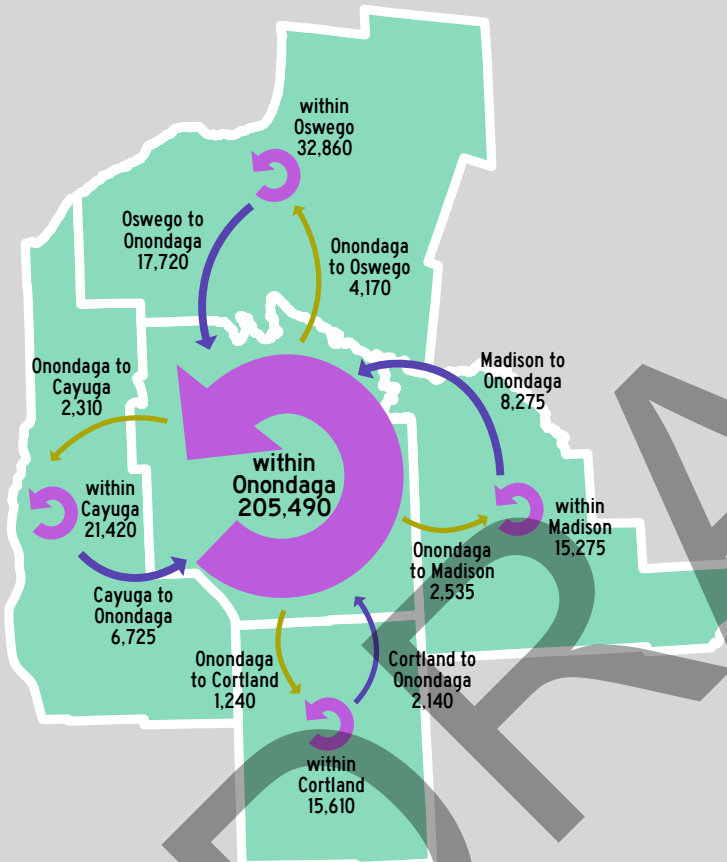 within
Oswego
32,860
Oswego to
Onondaga
17,720
Onondaga
to Oswego
4,170
Onondaga to
Cayuga
2,310
Madison to
Onondaga
8,275
within
Onondaga
205,490
within
Cayuga
21,420
within
Madison
15,275
Onondaga
to Madison
2,535
Cayuga to
Onondaga
6,725
Onondaga
to Cortland
1,240
Cortland to
Onondaga
2,140
within
Cortland
15,610
DRA